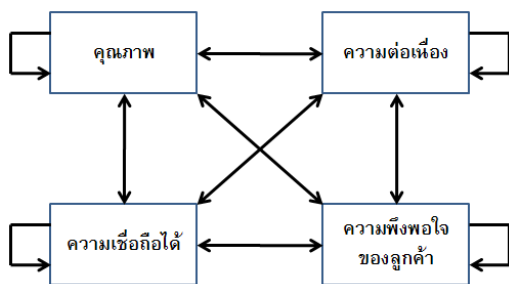 คุณภาพ
ความต่อเนื่อง
ความเชื่อถือได้
ความพึงพอใจ
ของลูกค้า